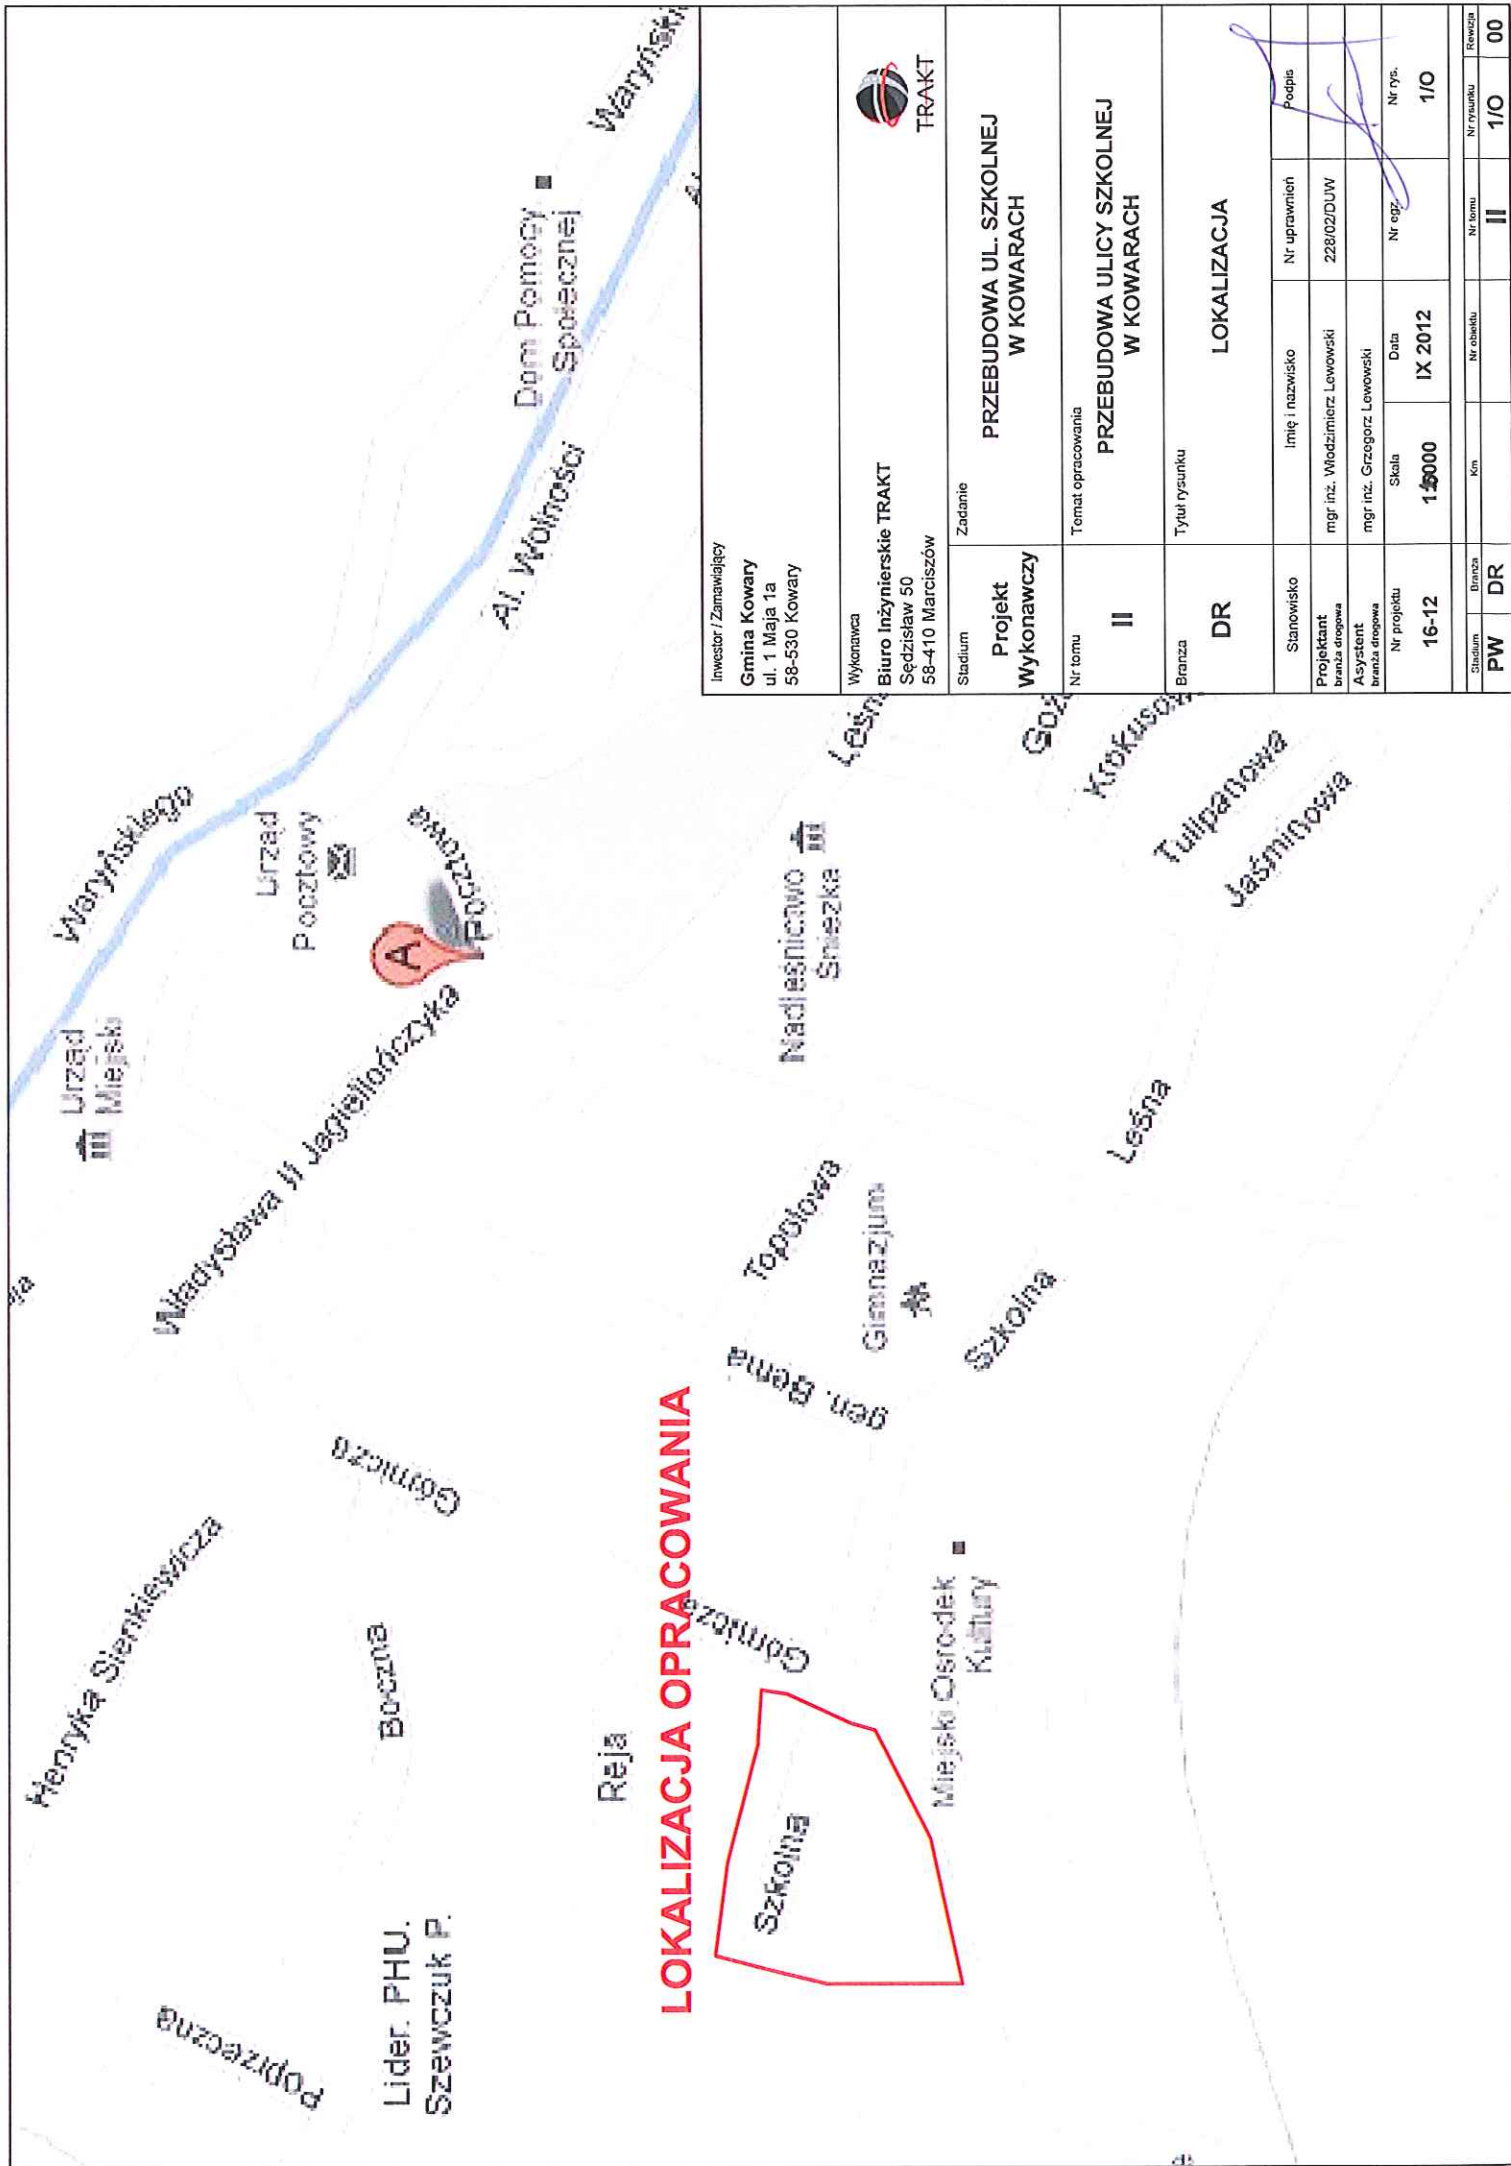 Waryńskiego
Urząd
Miejski
Urząd
Pocztowy
A
Pocztowa
Władysława II Jagiellończyka
Al. Wolności
Dom Pomocy
Społecznej
Henryka Sienkiewicza
Górnicza
Boczna
Poprzeczna
Lider. PHU.
Szewczuk P.
Reja
LOKALIZACJA OPRACOWANIA
Górnicza
Szkolna
gen. Bema
Topolowa
Gimnazjum
Szkolna
Miejski Ośrodek
Kultury
Nadleśnictwo
Śnieżka
Leśna
Tulipanowa
Jaśminowa
Inwestor / Zamawiający
Gmina Kowary
ul. 1 Maja 1a
58-530 Kowary
Wykonawca
Biuro Inżynierskie TRAKT
Sędzisław 50
58-410 Marciszów
TRAKT
Stadium
Projekt
Wykonawczy
Zadanie
PRZEBUDOWA UL. SZKOLNEJ
W KOWARACH
Nr tomu
II
Temat opracowania
PRZEBUDOWA ULICY SZKOLNEJ
W KOWARACH
Branża
DR
Tytuł rysunku
LOKALIZACJA
Stanowisko Imię i nazwisko Nr uprawnień Podpis
Projektant
branża drogowa
mgr inż. Włodzimierz Lewowski 228/02/DUW
Asystent
branża drogowa
mgr inż. Grzegorz Lewowski
Nr projektu Skala Data Nr egz. Nr rys.
16-12 IX 2012 1/O
Stadium Branża Km Nr obiektu Nr tomu Nr rysunku Rewizja
PW DR II 1/O 00